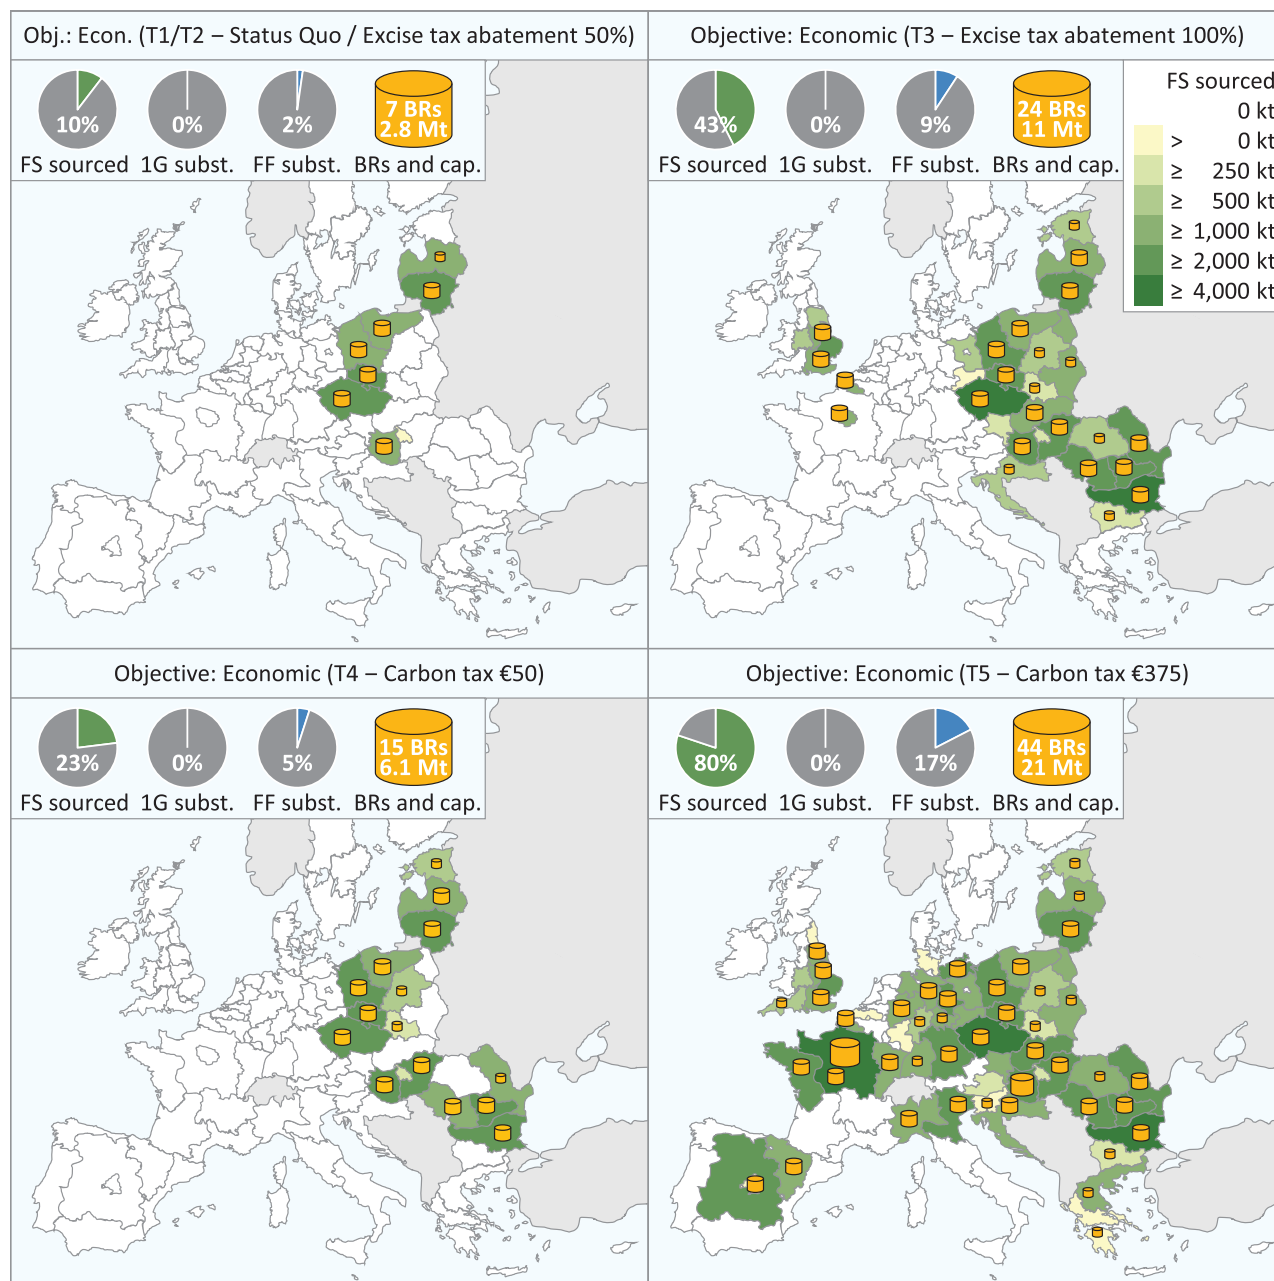 Obj.: Econ. (T1/T2 – Status Quo / Excise tax abatement 50%)
10%
0%
2%
7 BRs
2.8 Mt
FS sourced
1G subst.
FF subst.
BRs and cap.
Objective: Economic (T3 – Excise tax abatement 100%)
43%
0%
9%
24 BRs
11 Mt
FS sourced
1G subst.
FF subst.
BRs and cap.
FS sourced
0 kt
> 0 kt
≥ 250 kt
≥ 500 kt
≥ 1,000 kt
≥ 2,000 kt
≥ 4,000 kt
Objective: Economic (T4 – Carbon tax €50)
23%
0%
5%
15 BRs
6.1 Mt
FS sourced
1G subst.
FF subst.
BRs and cap.
Objective: Economic (T5 – Carbon tax €375)
80%
0%
17%
44 BRs
21 Mt
FS sourced
1G subst.
FF subst.
BRs and cap.